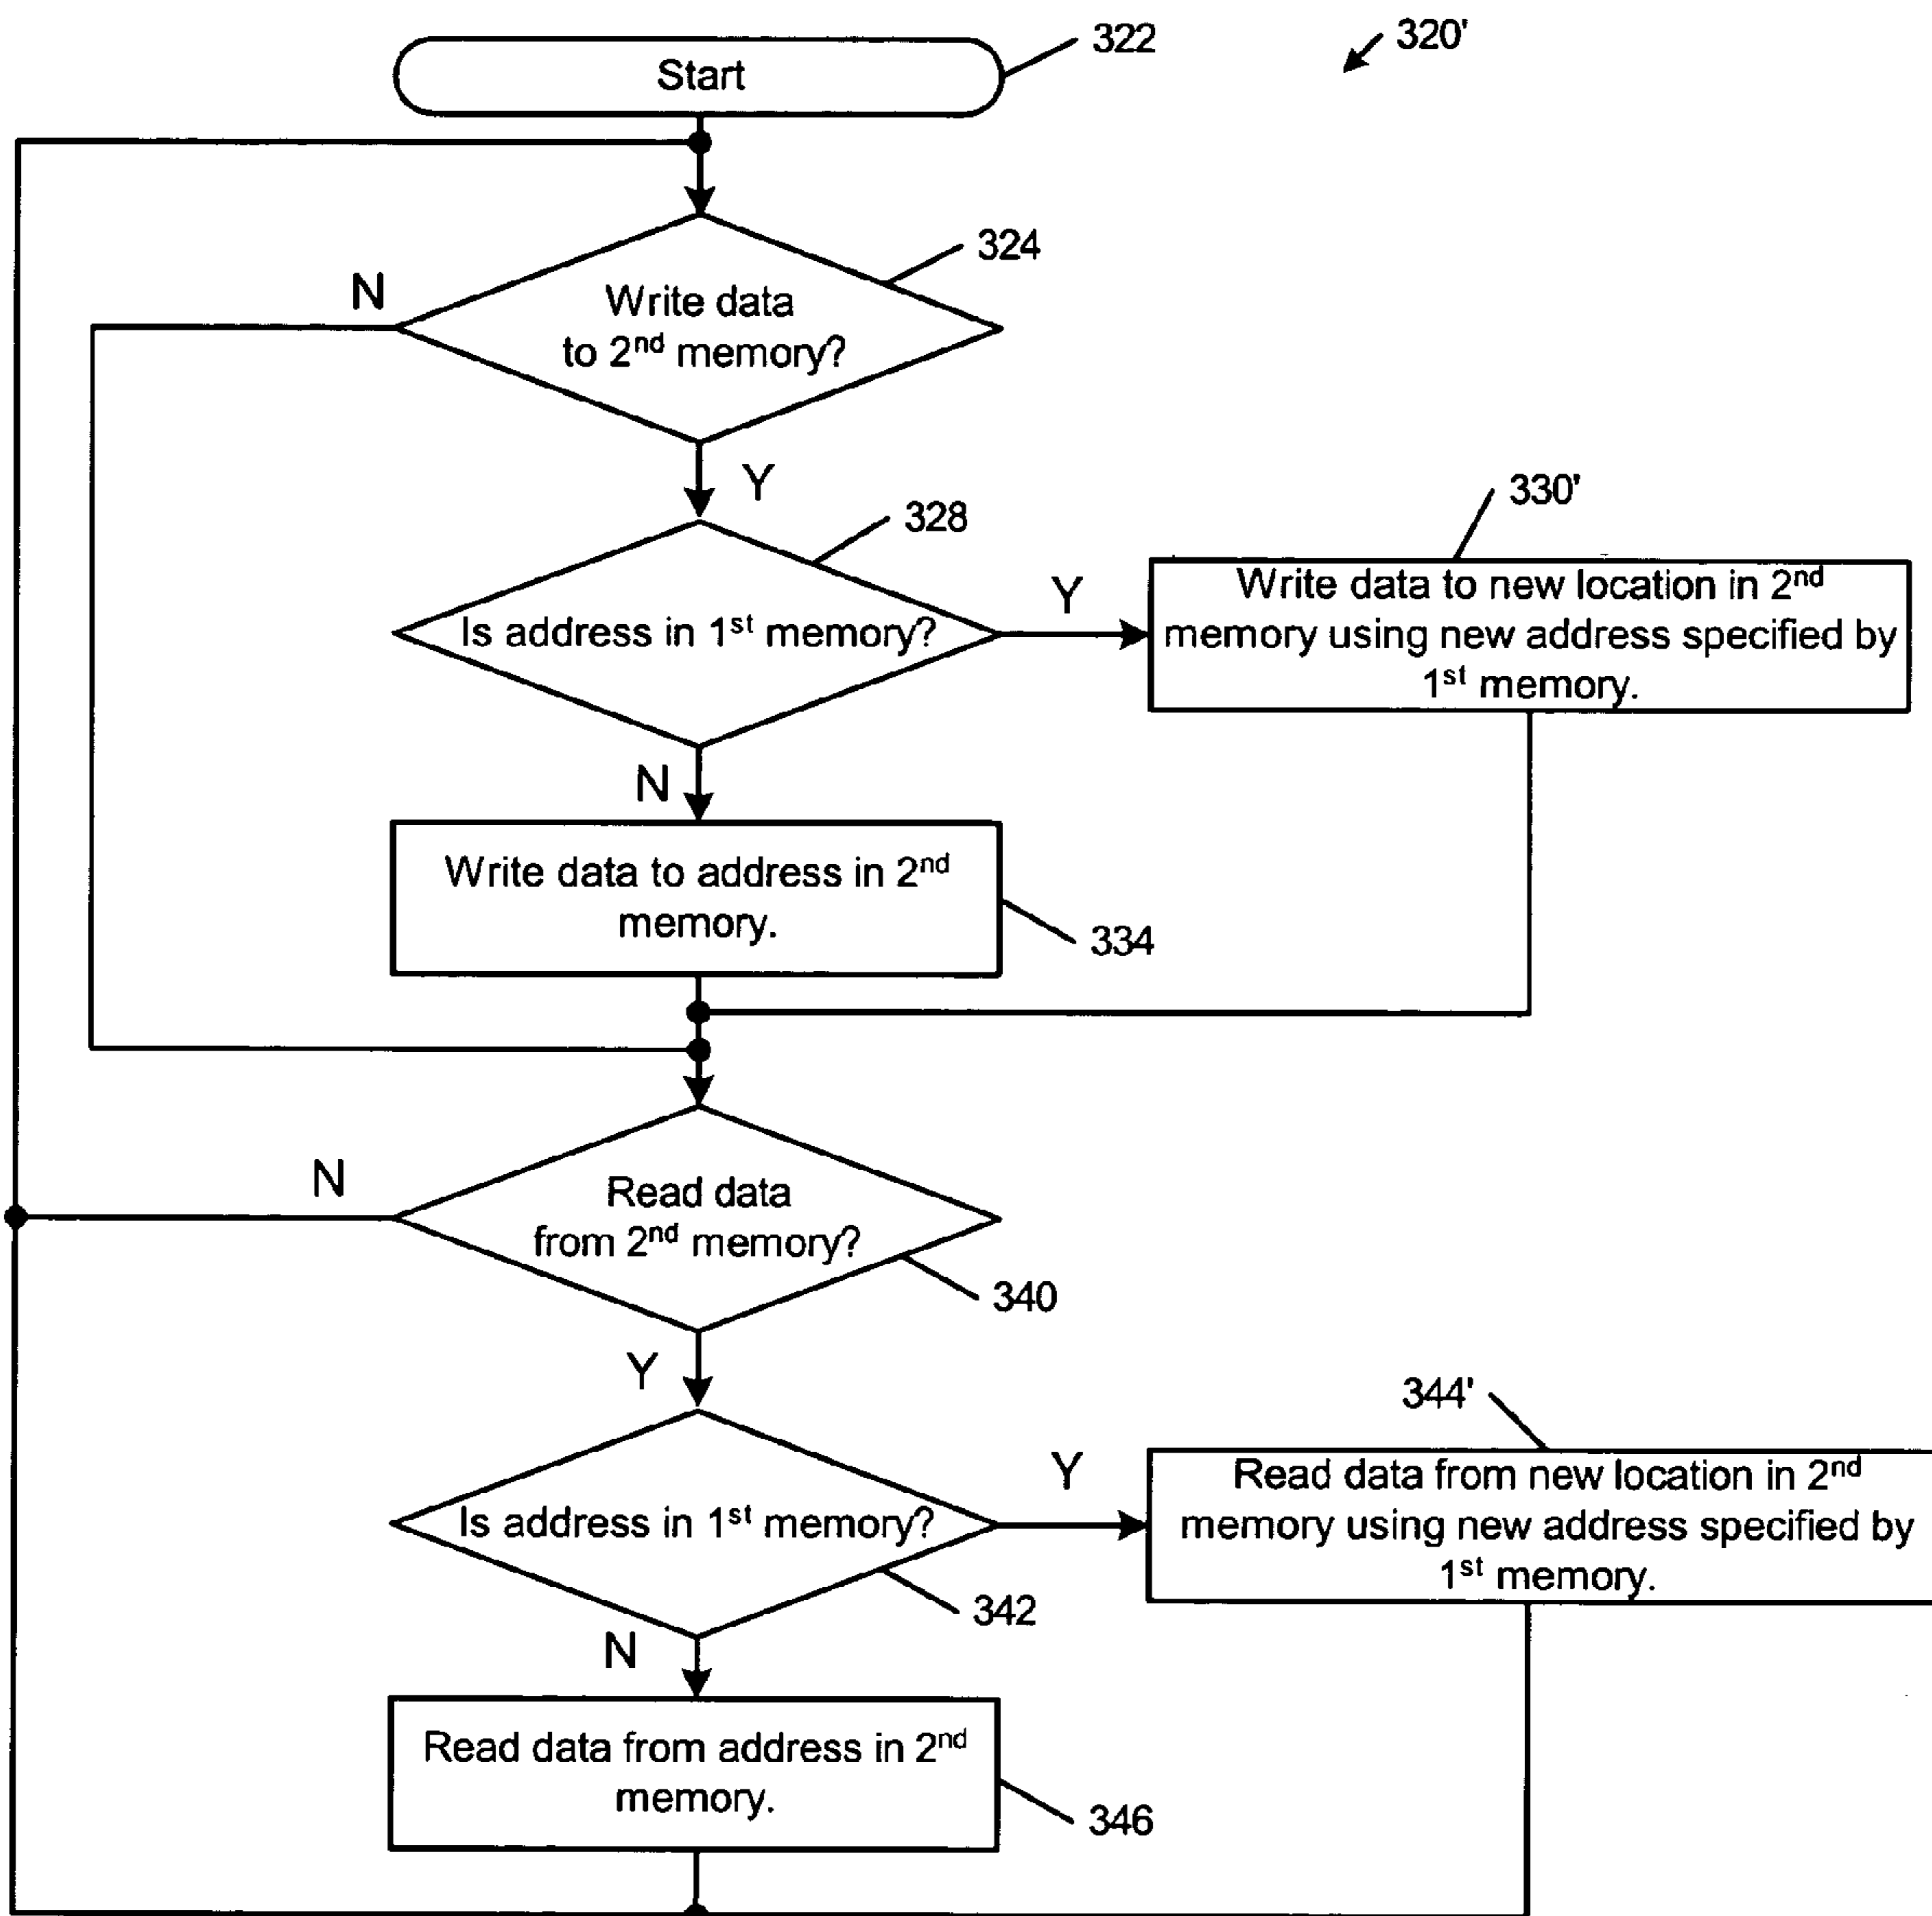 320'
322
Start
324
N
Write data
to 2nd memory?
Y
328
330'
Is address in 1st memory?
Y
Write data to new location in 2nd
memory using new address specified by
1st memory.
N
Write data to address in 2nd
memory.
334
N
Read data
from 2nd memory?
340
Y
344'
Is address in 1st memory?
Y
Read data from new location in 2nd
memory using new address specified by
1st memory.
342
N
Read data from address in 2nd
memory.
346